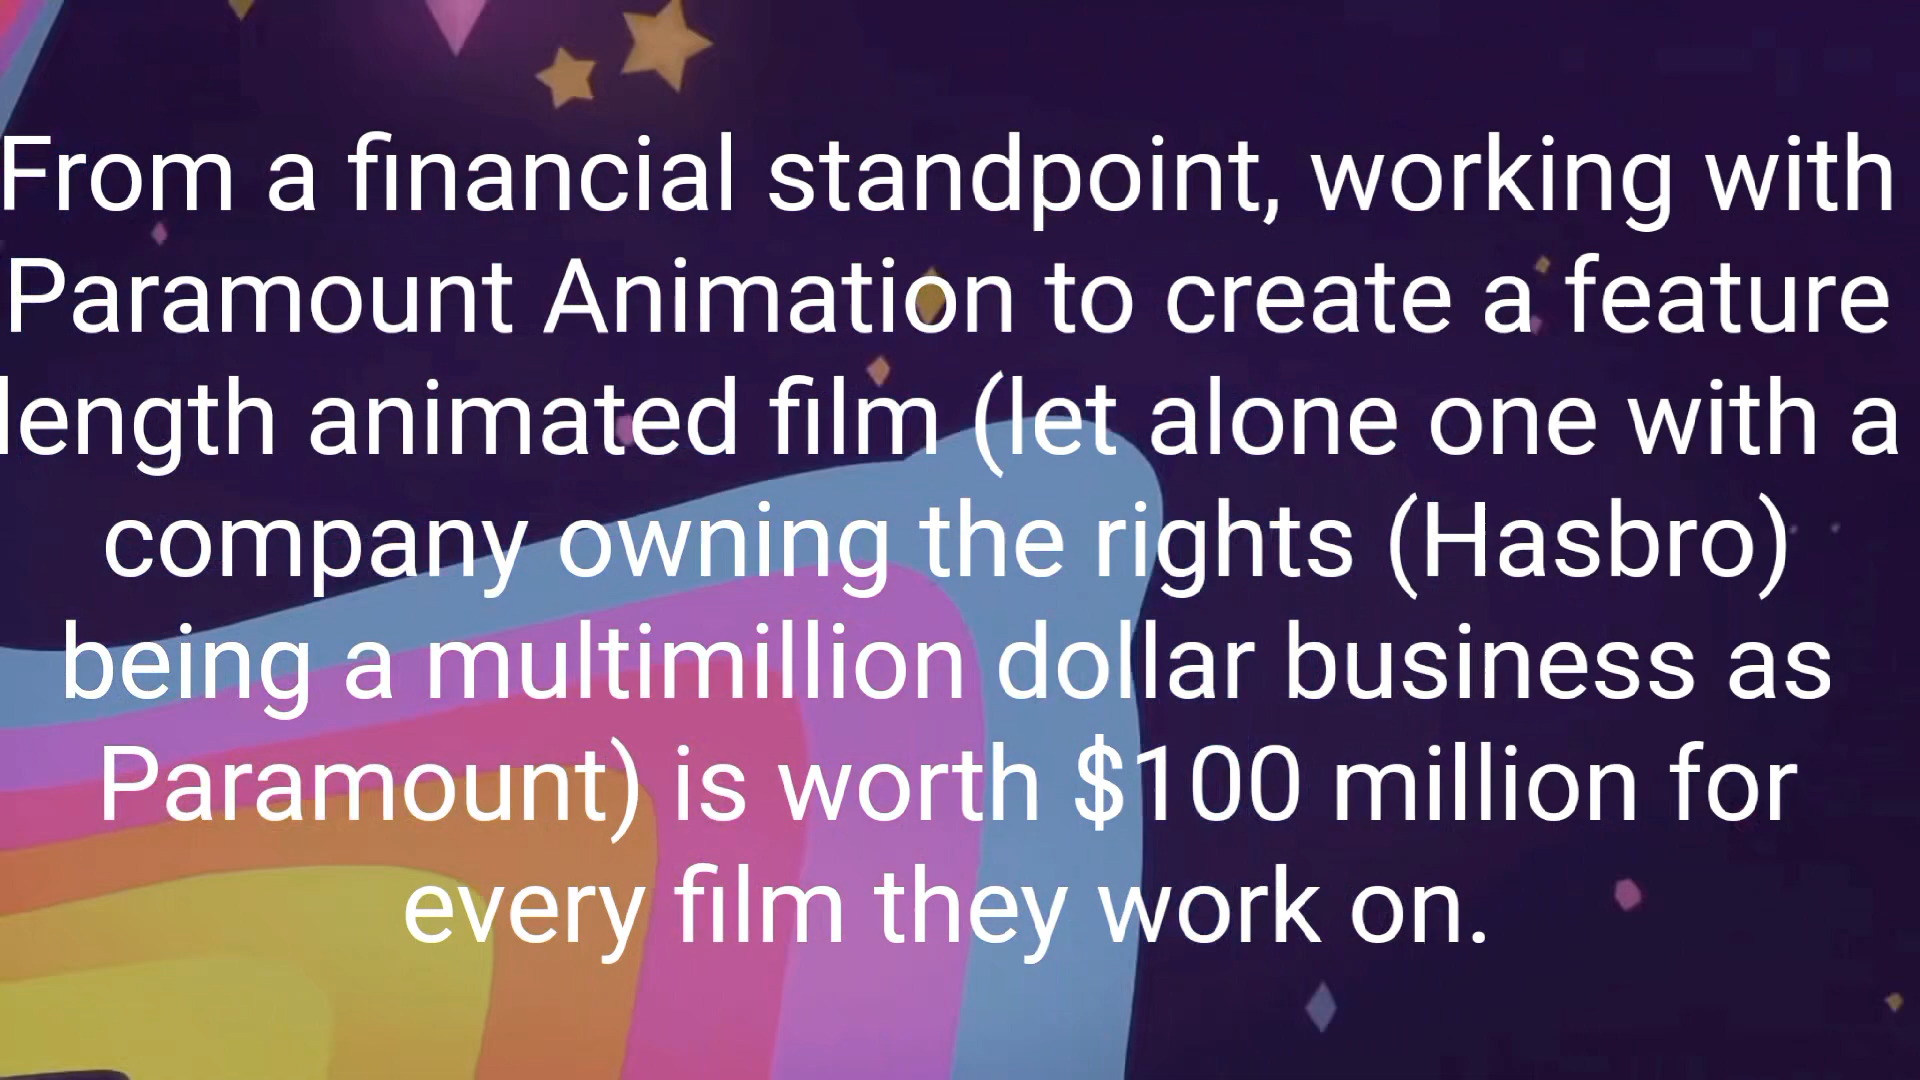 From a financial standpoint, working with
Paramount Animation to create a feature
length animated film (let alone one with a
company owning the rights (Hasbro)
being a multimillion dollar business as
Paramount) is worth $100 million for
every film they work on.